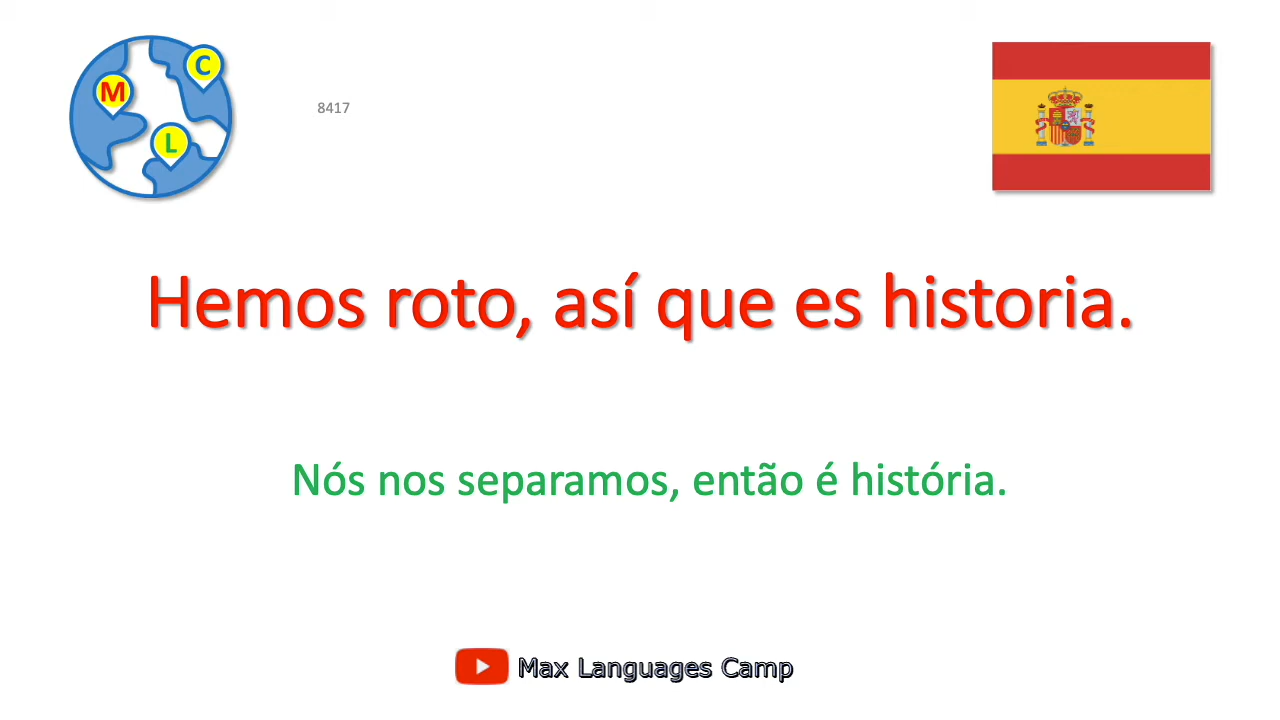 M
C
L
8417
Hemos roto, así que es historia.
Nós nos separamos, então é história.
Max Languages Camp